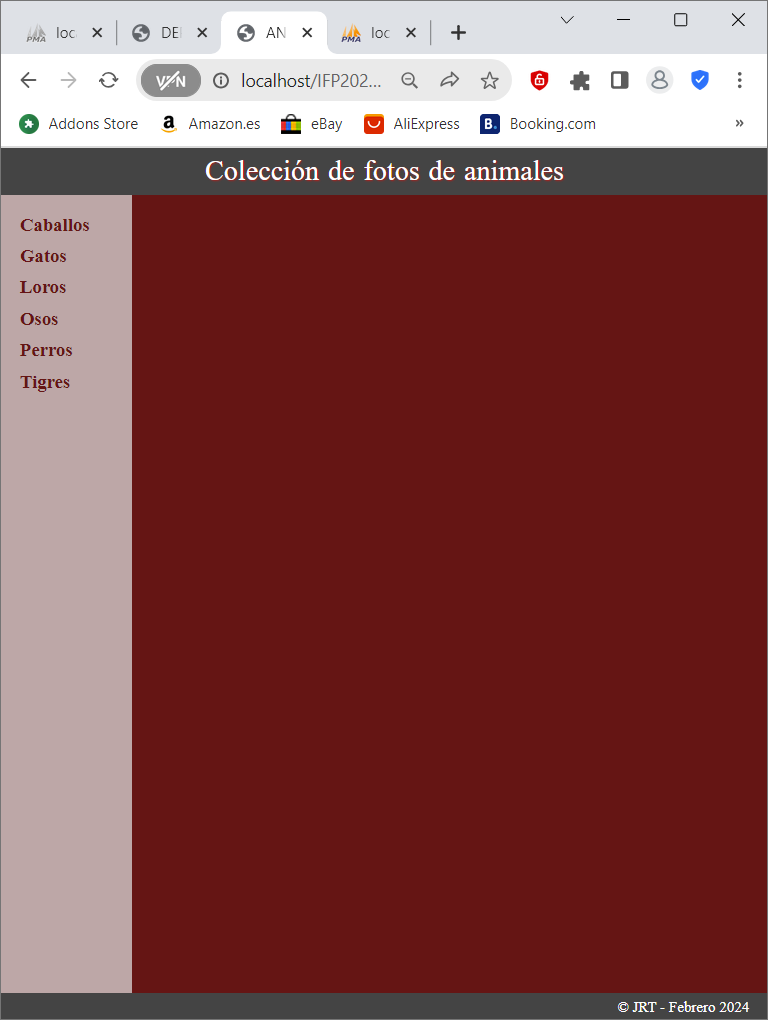 loc
DE
AN
loc
VPN
localhost/IFP202...
Addons Store
Amazon.es
eBay
AliExpress
B.
Booking.com
»
Colección de fotos de animales
Caballos
Gatos
Loros
Osos
Perros
Tigres
© JRT - Febrero 2024